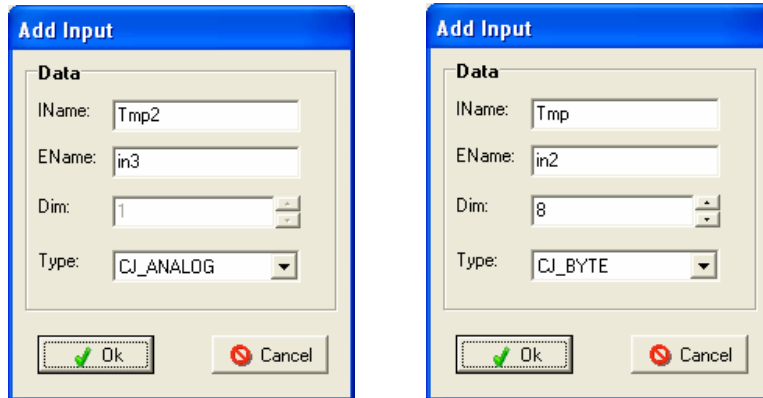 Add Input
Data
IName: Tmp2
EName: in3
Dim: 1
Type: CJ_ANALOG
Ok Cancel
Add Input
Data
IName: Tmp
EName: in2
Dim: 8
Type: CJ_BYTE
Ok Cancel